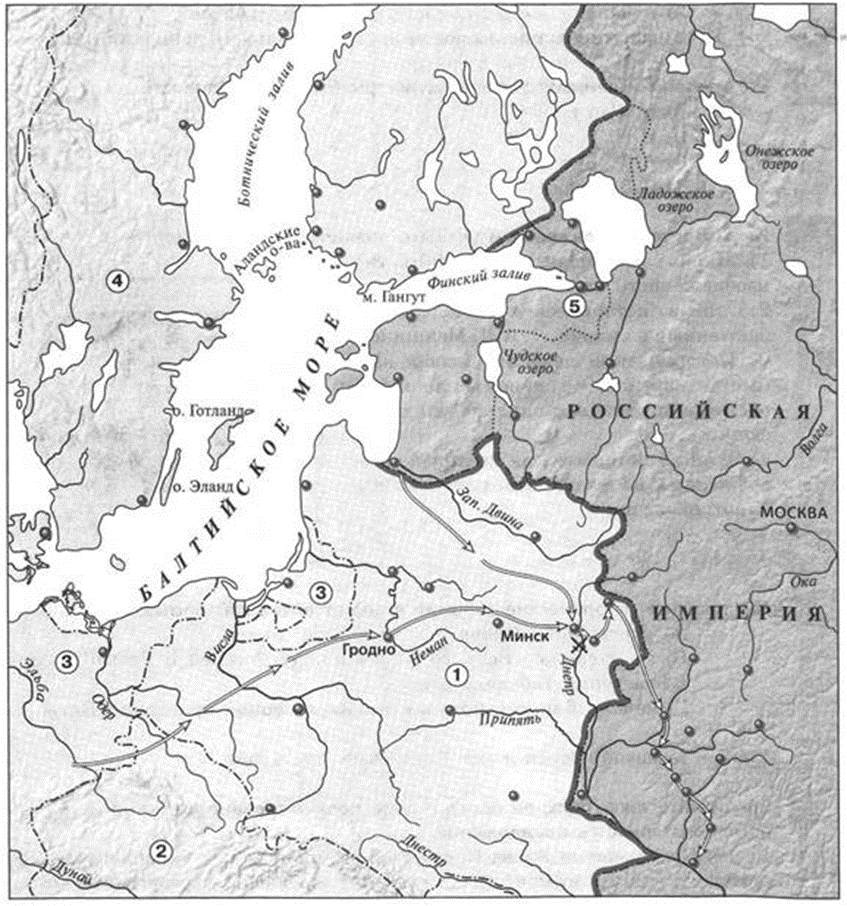 Ботнический залив
Онежское
озеро
Ладожское
озеро
Аландские
о-ва
4
Финский залив
м. Гангут
5
Чудское
озеро
РОССИЙСКАЯ
о. Готланд
БАЛТИЙСКОЕ МОРЕ
Волга
о. Эланд
Зап. Двина
МОСКВА
Ока
3
ИМПЕРИЯ
Висла
Гродно
Неман
Минск
3
Эльба
Одер
1
Днепр
Припять
2
Дунай
Днестр